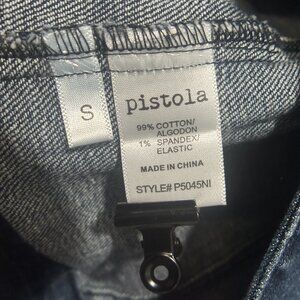 S
pistola
99% COTTON/
ALGODON
1% SPANDEX/
ELASTIC
MADE IN CHINA
STYLE# P5045NI